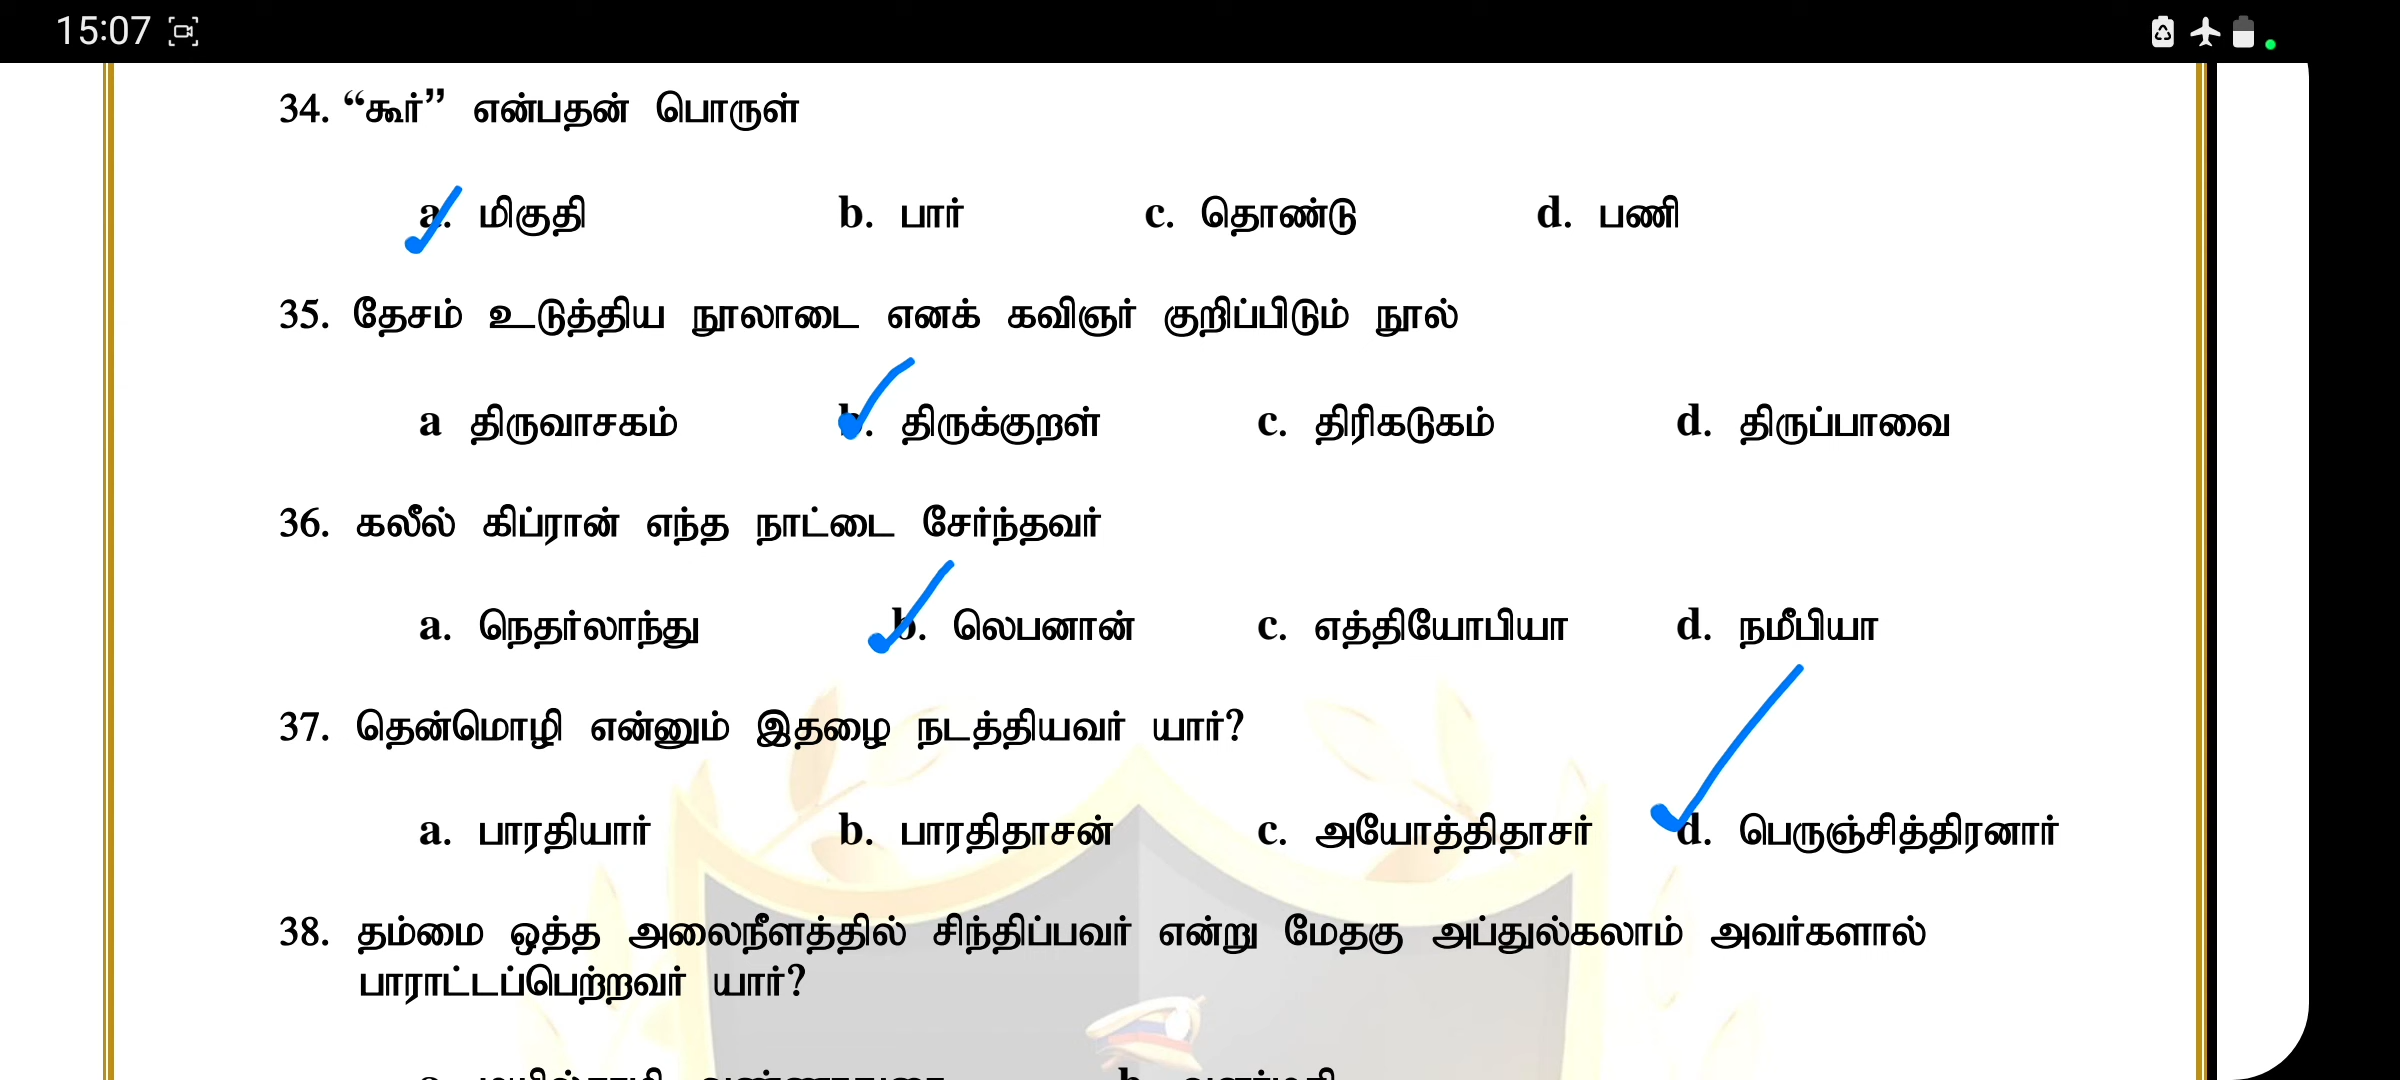 15:07
34. “கூர்” என்பதன் பொருள்
a. மிகுதி b. பார் c. தொண்டு d. பணி
35. தேசம் உடுத்திய நூலாடை எனக் கவிஞர் குறிப்பிடும் நூல்
a திருவாசகம் b. திருக்குறள் c. திரிகடுகம் d. திருப்பாவை
36. கலீல் கிப்ரான் எந்த நாட்டை சேர்ந்தவர்
a. நெதர்லாந்து b. லெபனான் c. எத்தியோபியா d. நமீபியா
37. தென்மொழி என்னும் இதழை நடத்தியவர் யார்?
a. பாரதியார் b. பாரதிதாசன் c. அயோத்திதாசர் d. பெருஞ்சித்திரனார்
38. தம்மை ஒத்த அலைநீளத்தில் சிந்திப்பவர் என்று மேதகு அப்துல்கலாம் அவர்களால்
பாராட்டப்பெற்றவர் யார்?